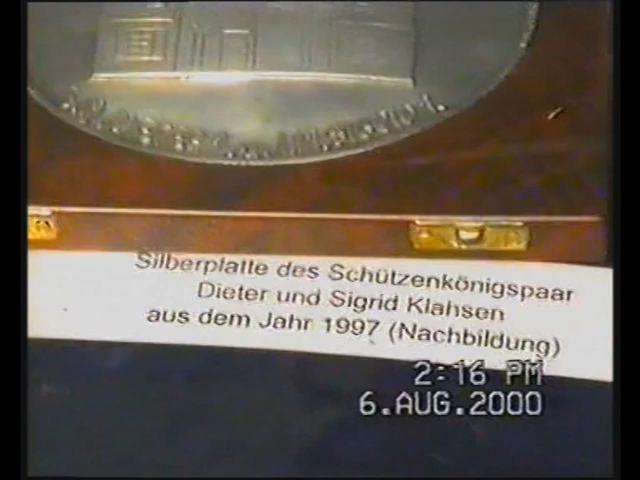 Silberplatte des Schützenkönigspaar
Dieter und Sigrid Klahsen
aus dem Jahr 1997 (Nachbildung)
2:16 PM
6.AUG.2000